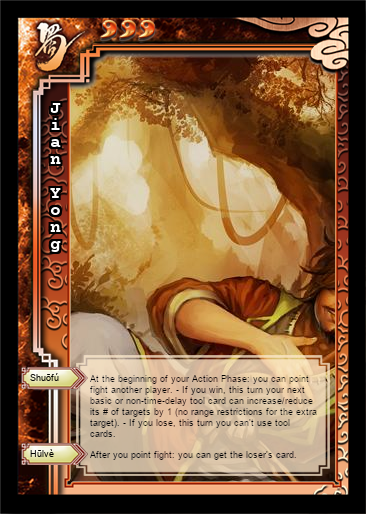 蜀
Jian Yong
Shuōfú
At the beginning of your Action Phase: you can point
fight another player. - If you win, this turn your next
basic or non-time-delay tool card can increase/reduce
its # of targets by 1 (no range restrictions for the extra
target). - If you lose, this turn you can't use tool
cards.
Hūlvè
After you point fight: you can get the loser's card.